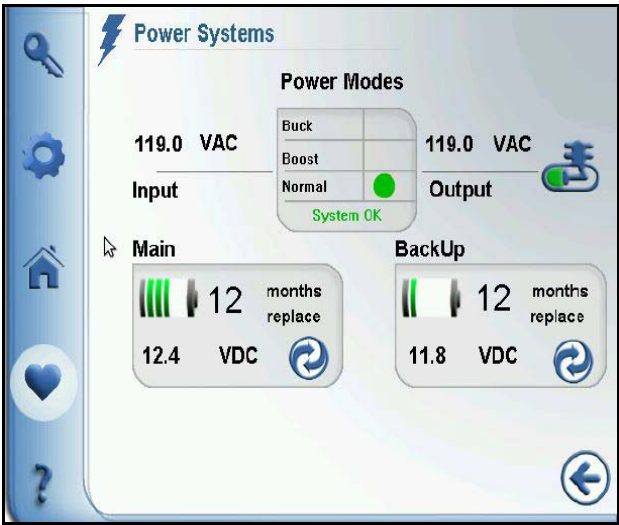 Power Systems
Power Modes
Buck
Boost
Normal
System OK
119.0 VAC
Input
119.0 VAC
Output
Main
12 months
replace
12.4 VDC
BackUp
12 months
replace
11.8 VDC
?